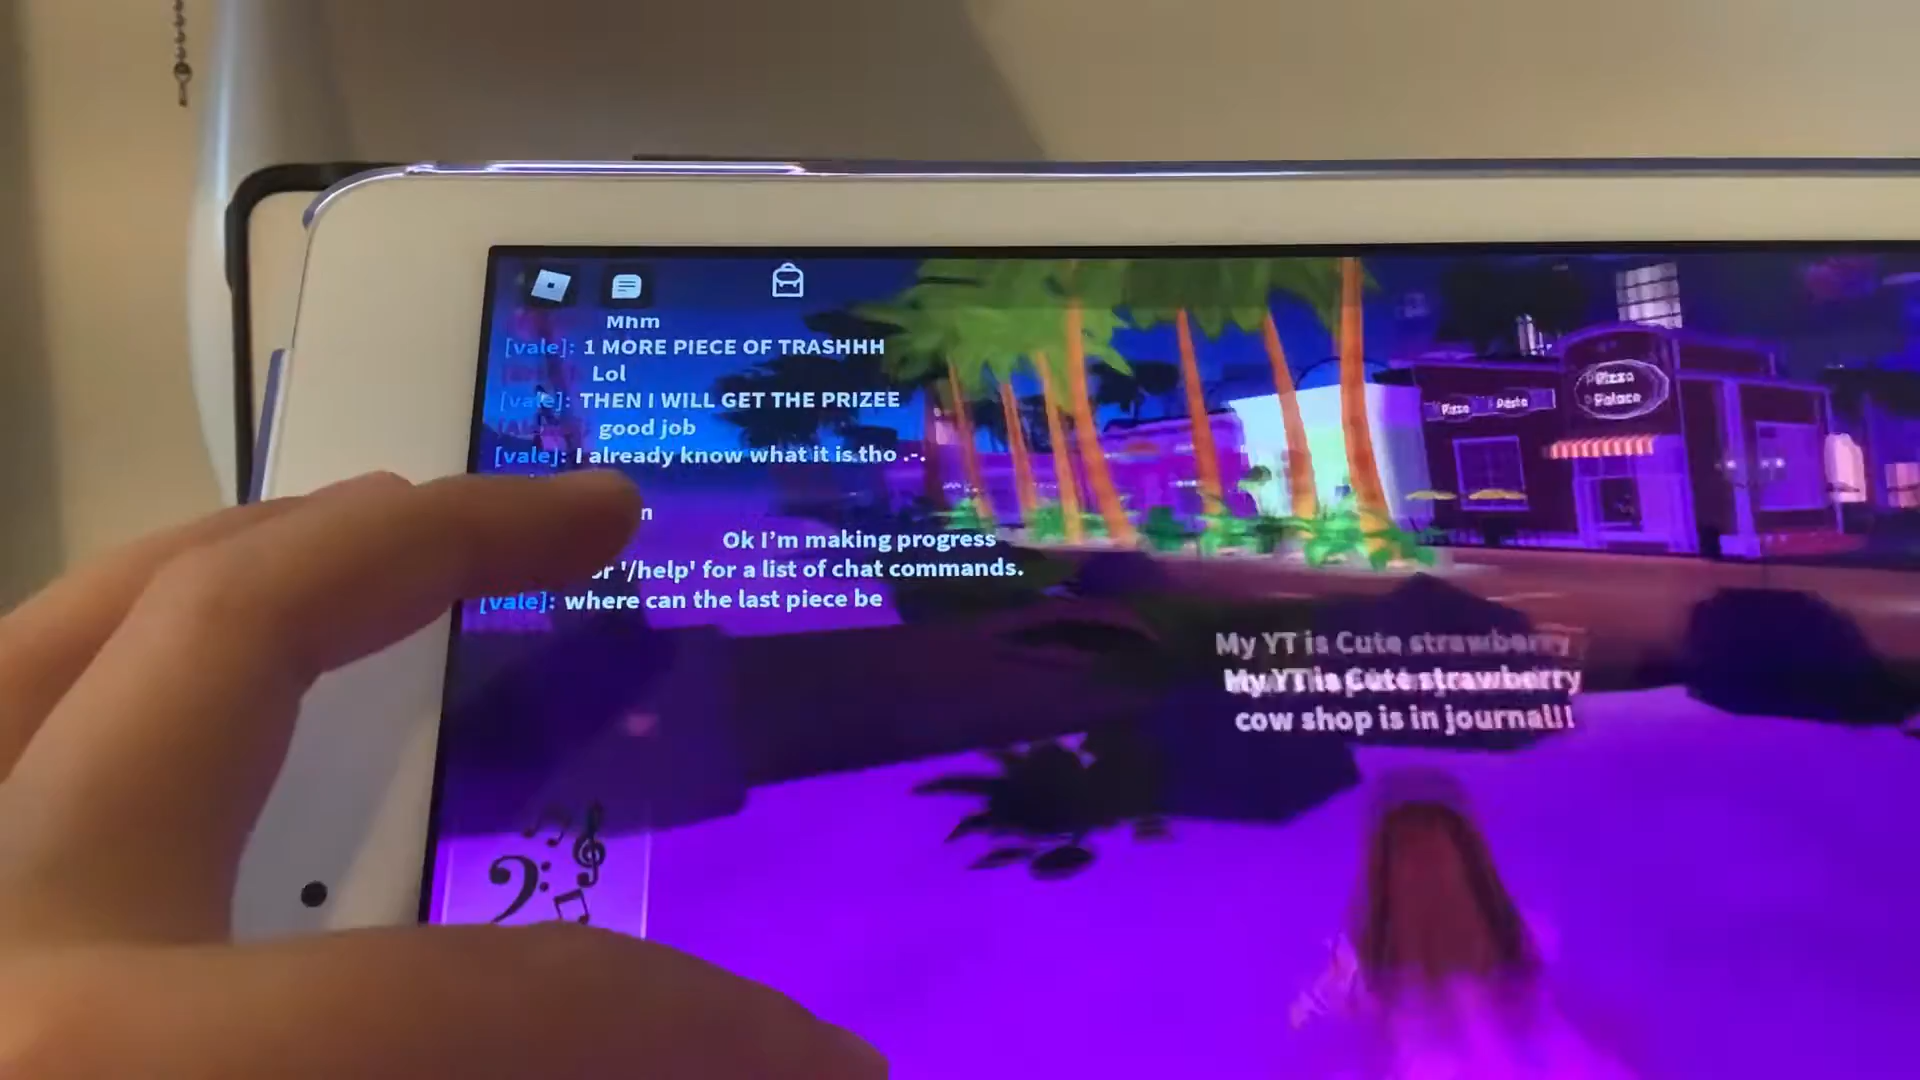 Mhm
[vale]: 1 MORE PIECE OF TRASHHH
Lol
[vale]: THEN I WILL GET THE PRIZEE
good job
[vale]: I already know what it is tho .-.
n
Ok I'm making progress
or '/help' for a list of chat commands.
[vale]: where can the last piece be
Pizza
Palace
Pizza Pasta
My YT is Cute strawberry
My YT is Cute strawberry
cow shop is in journal!!